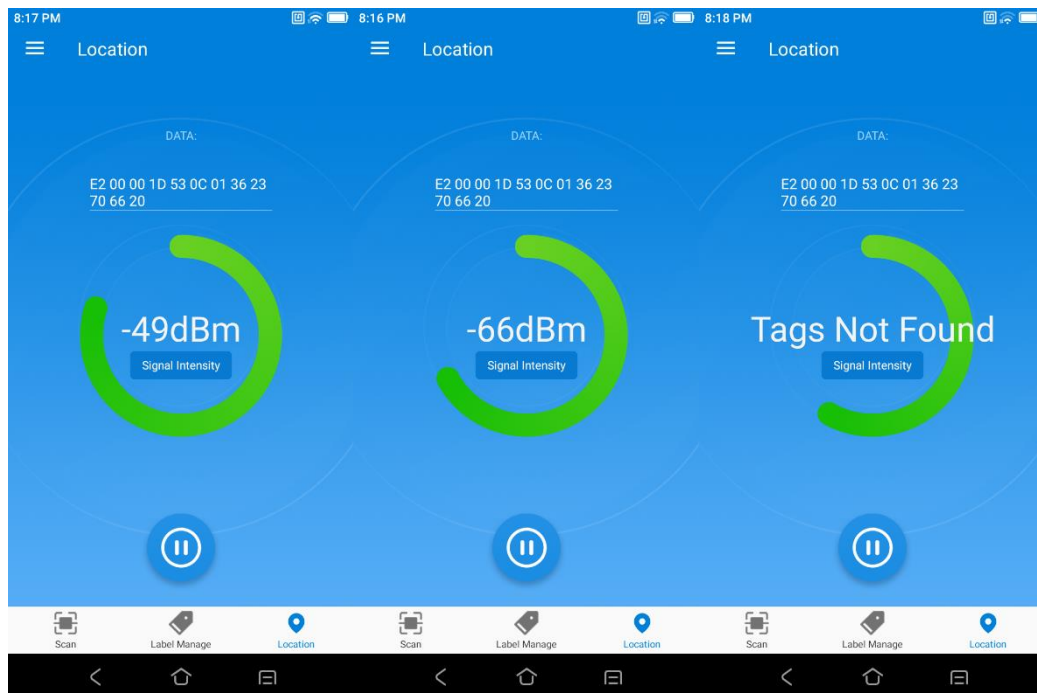 8:17 PM
Location
DATA:
E2 00 00 1D 53 0C 01 36 23
70 66 20
-49dBm
Signal Intensity
Scan
Label Manage
Location
8:16 PM
Location
DATA:
E2 00 00 1D 53 0C 01 36 23
70 66 20
-66dBm
Signal Intensity
Scan
Label Manage
Location
8:18 PM
Location
DATA:
E2 00 00 1D 53 0C 01 36 23
70 66 20
Tags Not Found
Signal Intensity
Scan
Label Manage
Location